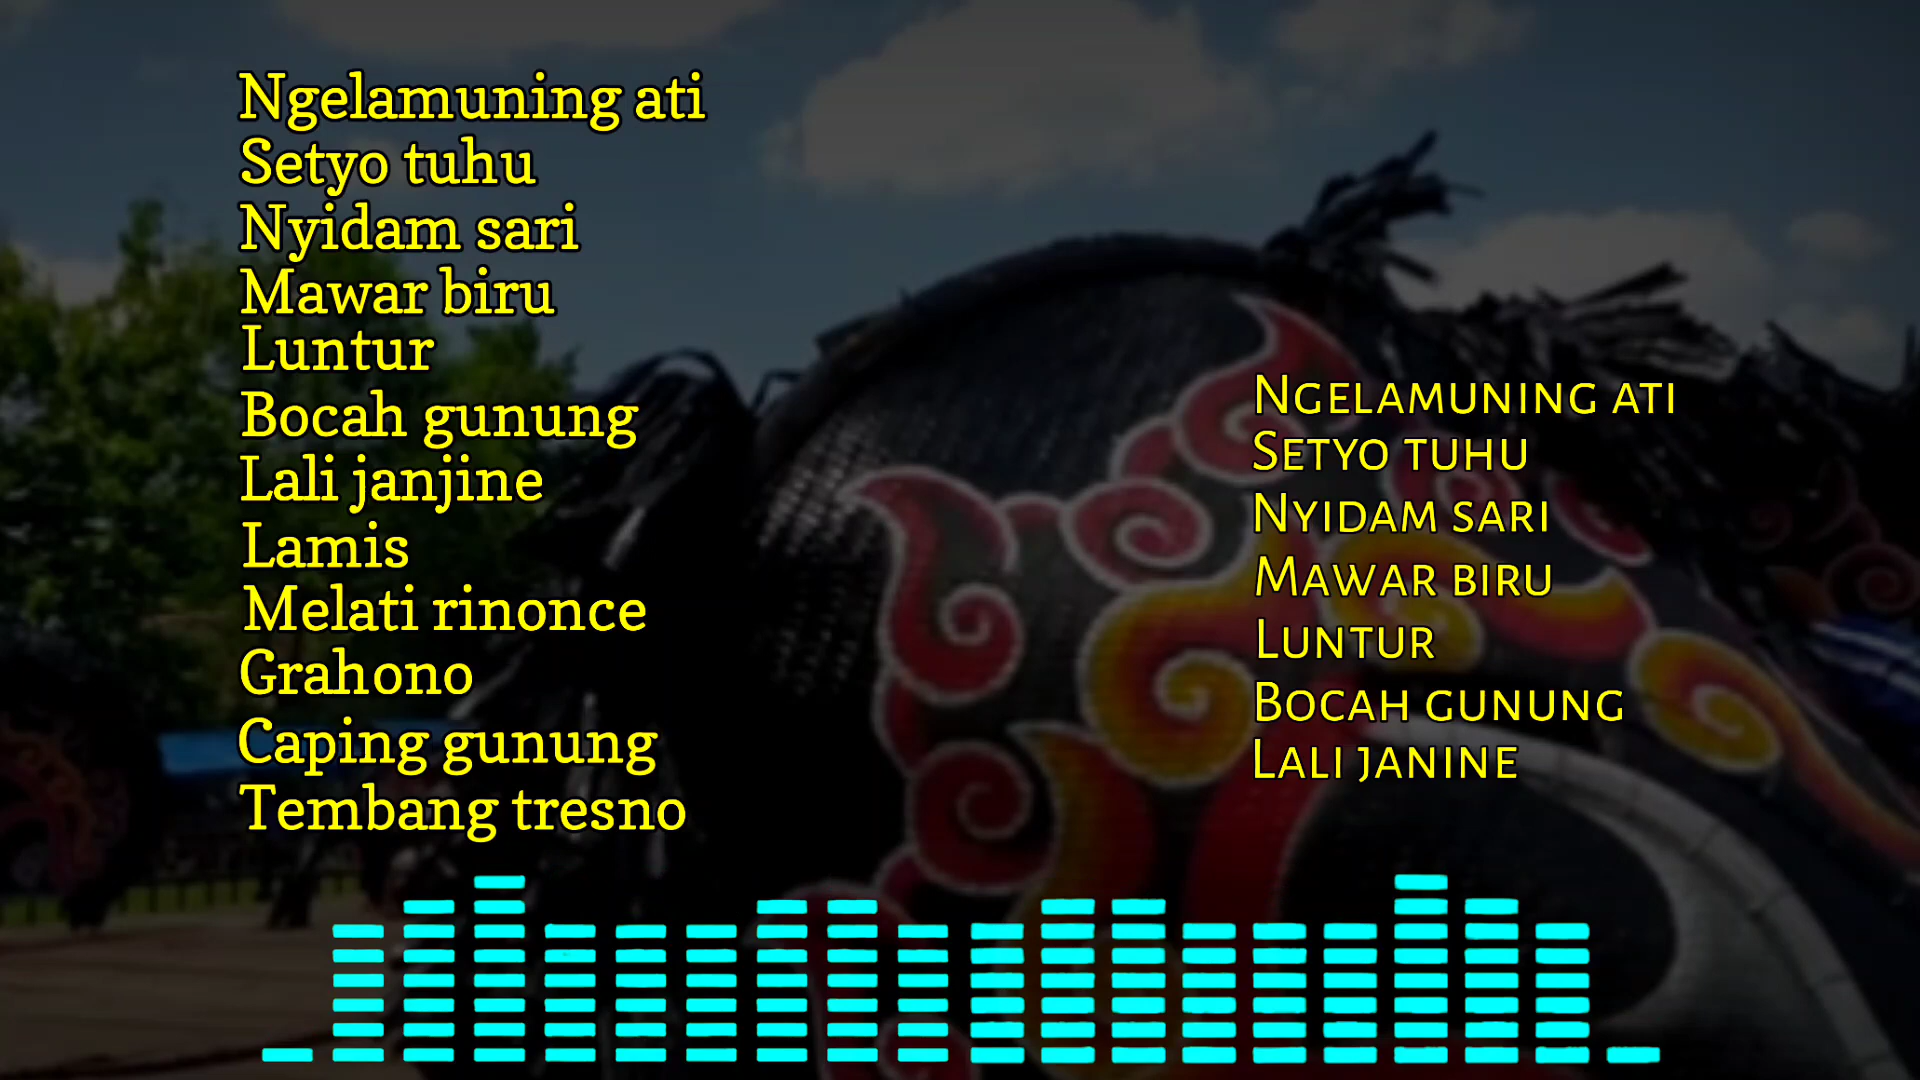 Ngelamuning ati
Setyo tuhu
Nyidam sari
Mawar biru
Luntur
Bocah gunung
Lali janjine
Lamis
Melati rinonce
Grahono
Caping gunung
Tembang tresno
Ngelamuning ati
Setyo tuhu
Nyidam sari
Mawar biru
Luntur
Bocah gunung
Lali janine